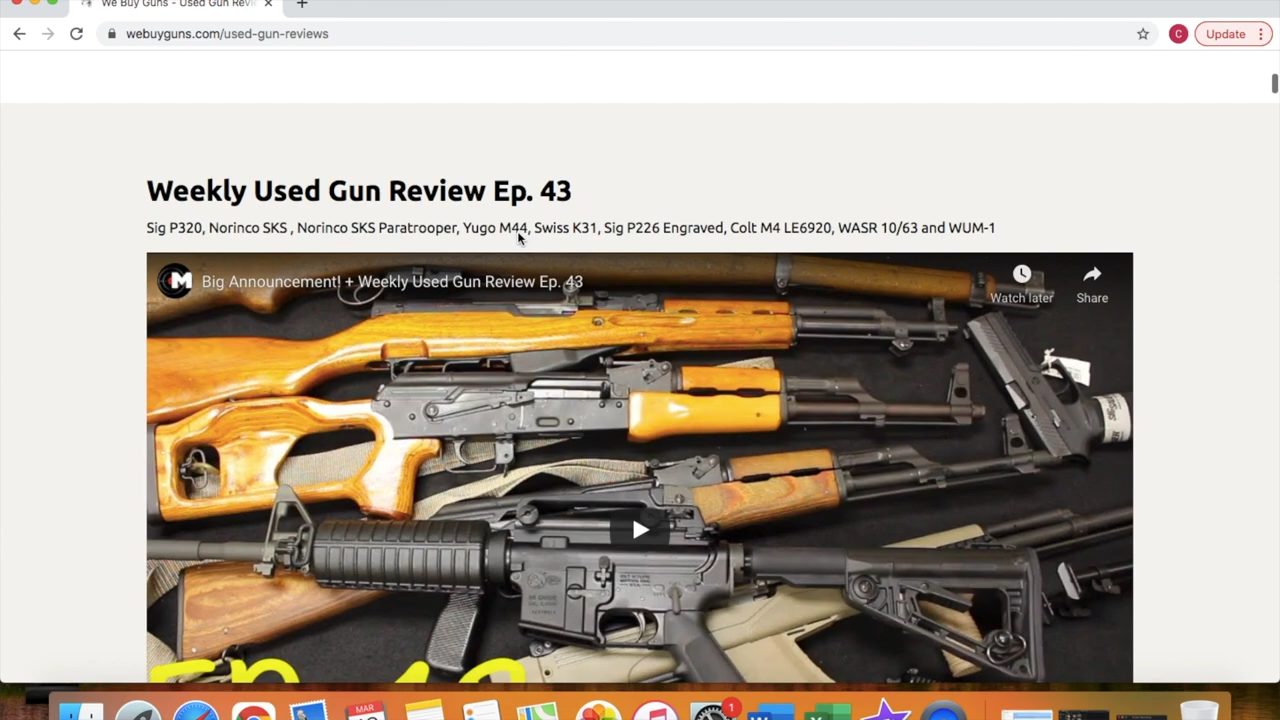 We Buy Guns - Used Gun Revi
webuyguns.com/used-gun-reviews
C
Update
Weekly Used Gun Review Ep. 43
Sig P320, Norinco SKS , Norinco SKS Paratrooper, Yugo M44, Swiss K31, Sig P226 Engraved, Colt M4 LE6920, WASR 10/63 and WUM-1
M
Big Announcement! + Weekly Used Gun Review Ep. 43
Watch later
Share
MAR
1